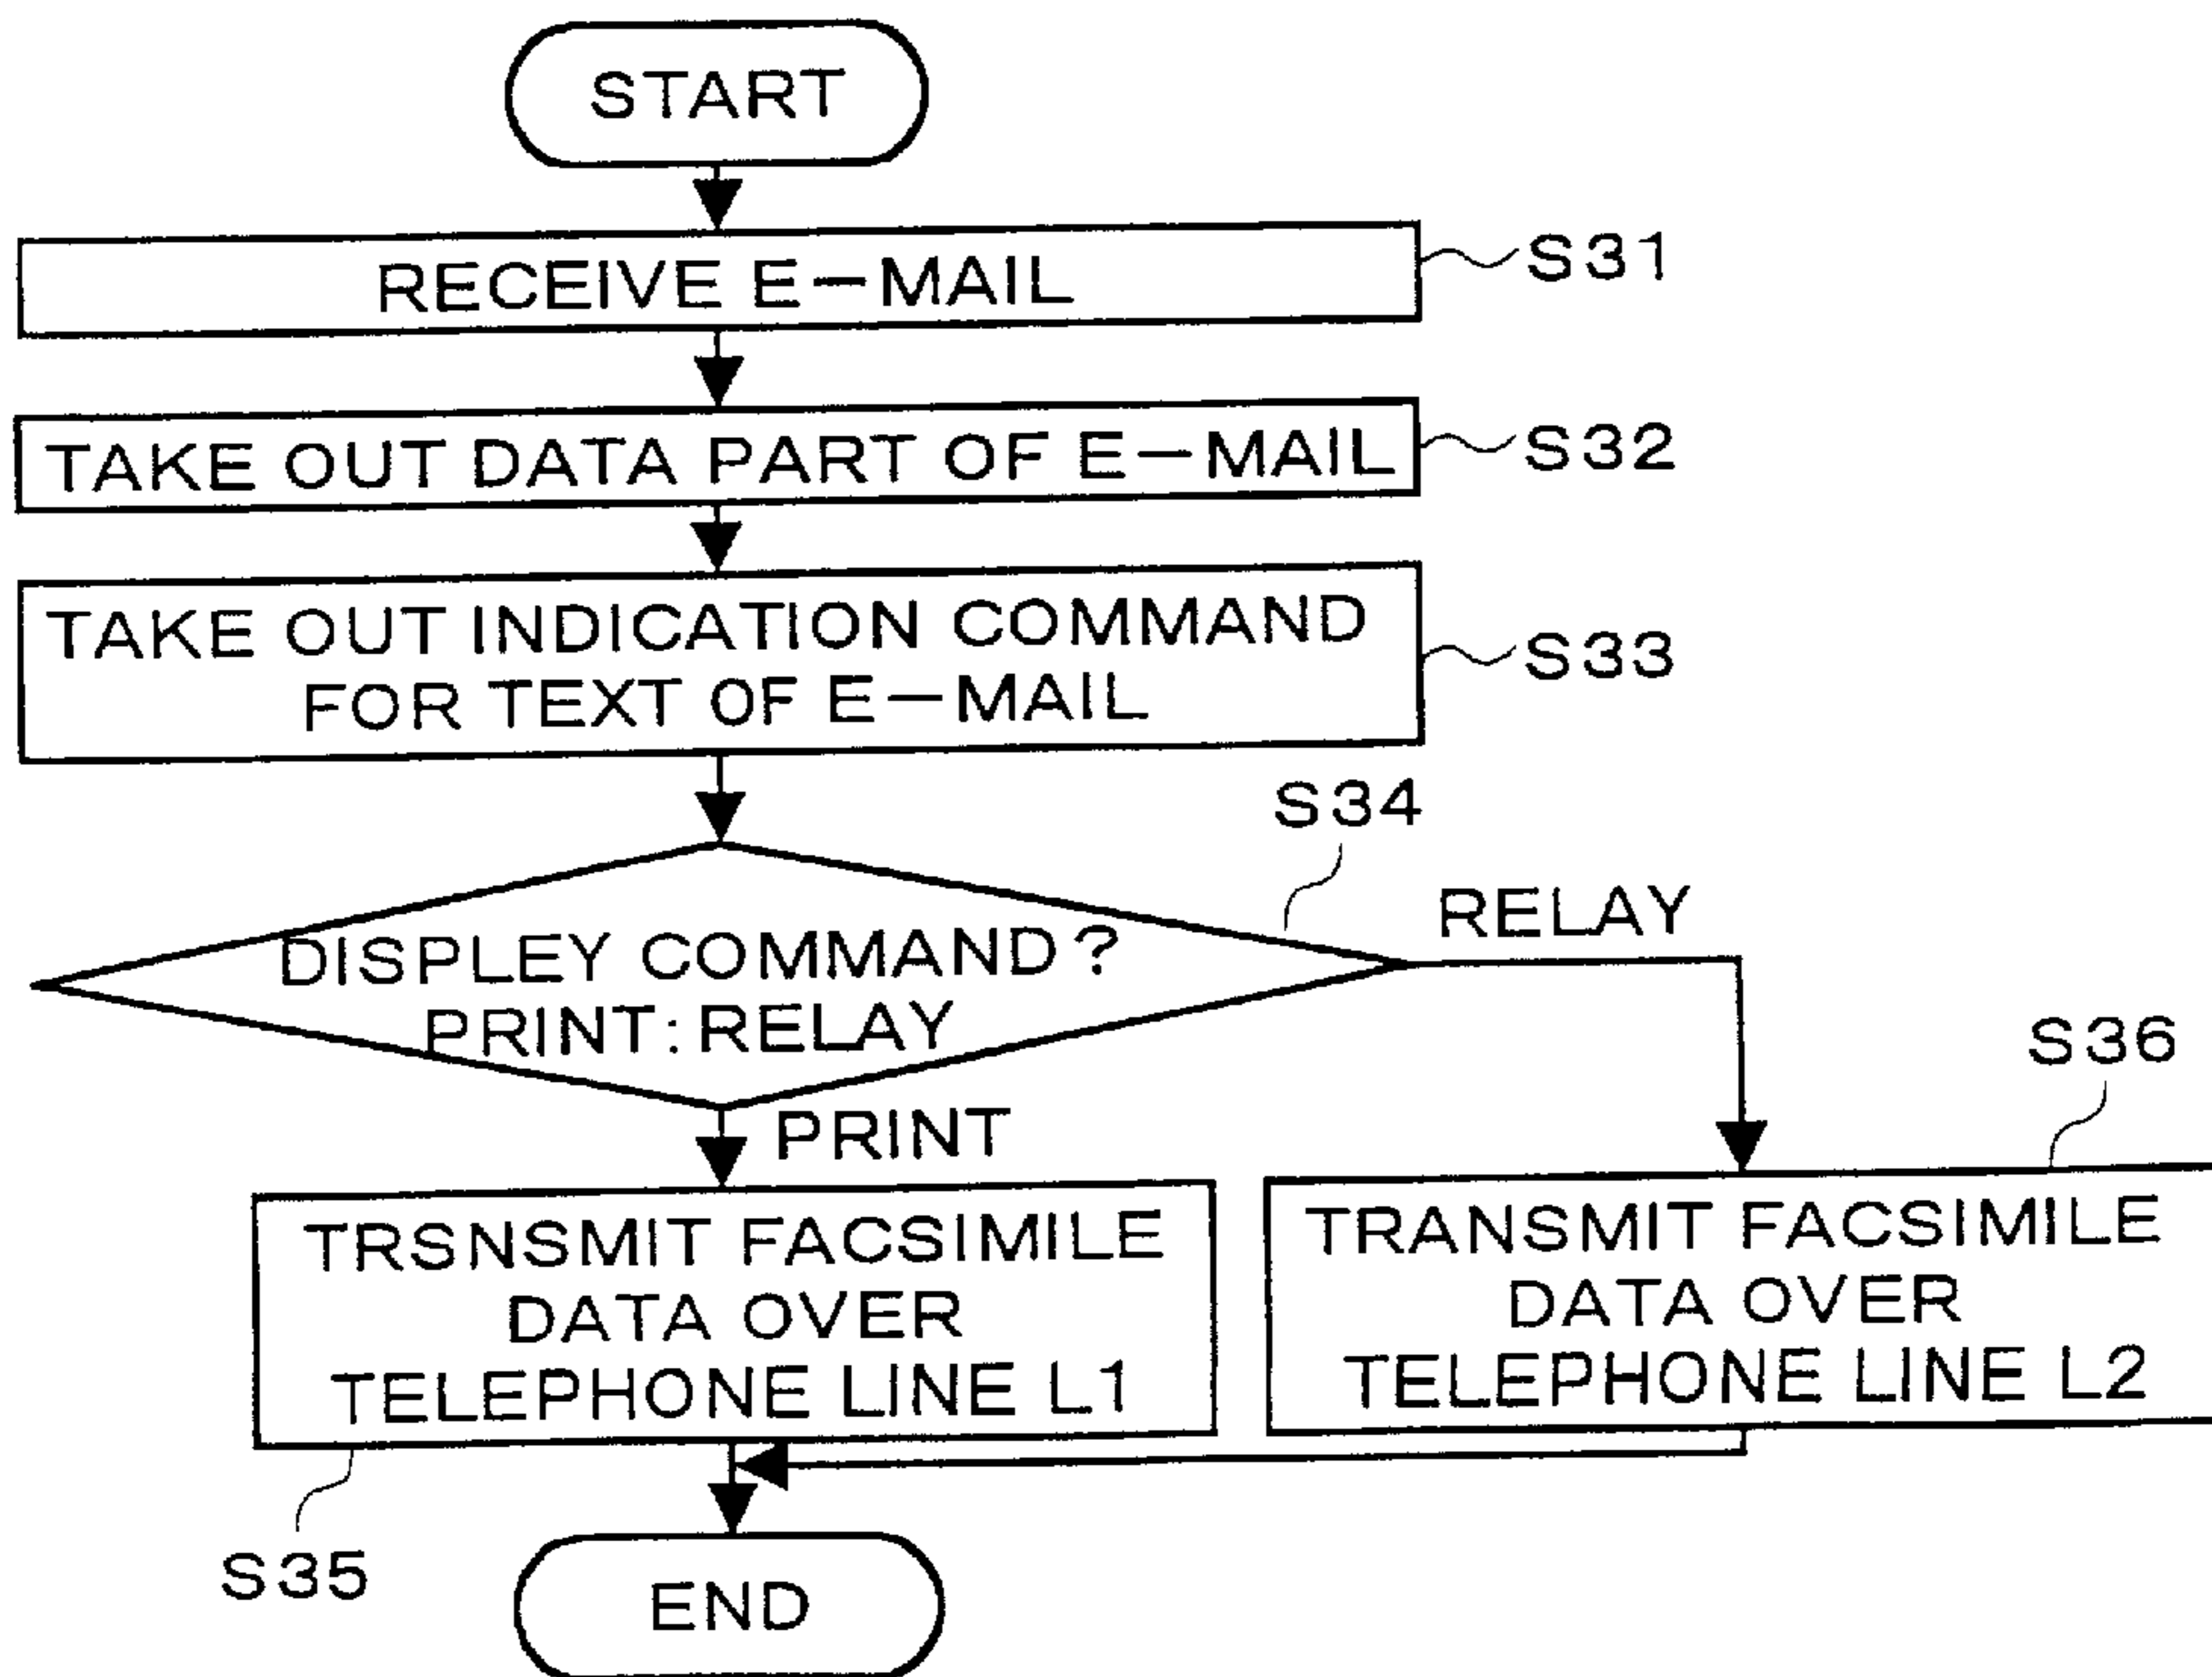 START
RECEIVE E-MAIL
S31
TAKE OUT DATA PART OF E-MAIL
S32
TAKE OUT INDICATION COMMAND
FOR TEXT OF E-MAIL
S33
S34
DISPLEY COMMAND?
PRINT:RELAY
RELAY
PRINT
S36
TRSNSMIT FACSIMILE
DATA OVER
TELEPHONE LINE L1
TRANSMIT FACSIMILE
DATA OVER
TELEPHONE LINE L2
S35
END